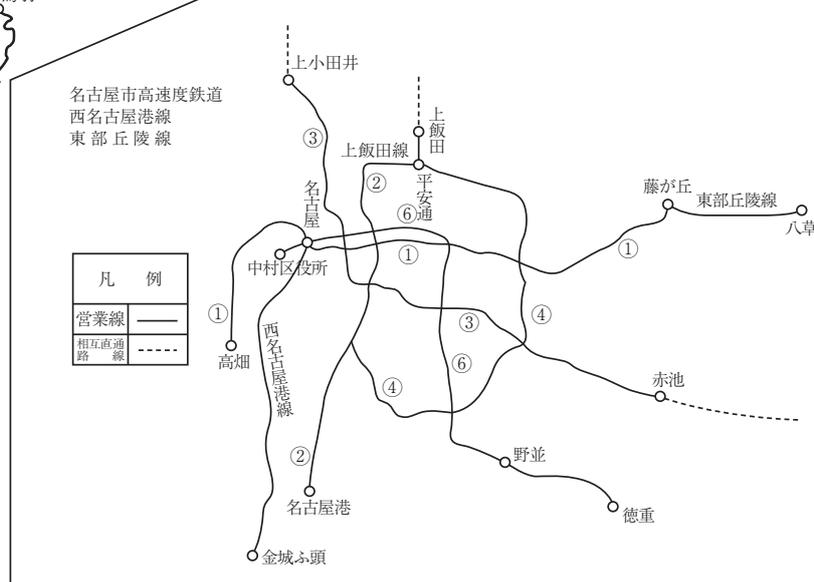 上小田井
名古屋市高速度鉄道
西名古屋港線
東部丘陵線
③
上飯田
上飯田線
②
平安通
藤が丘
東部丘陵線
八草
名古屋
⑥
①
①
中村区役所
凡 例
営業線
相互直通路線
①
高畑
西名古屋港線
④
③
⑥
④
赤池
②
野並
名古屋港
徳重
金城ふ頭